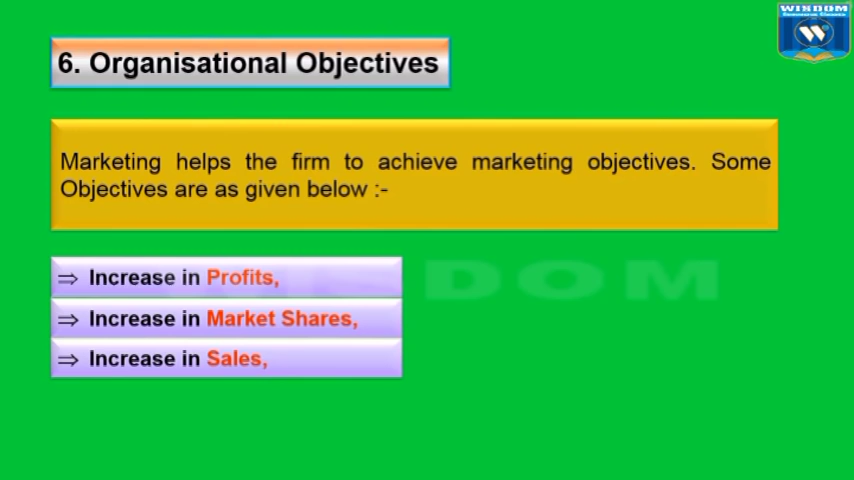 WISDOM
W
6. Organisational Objectives
Marketing helps the firm to achieve marketing objectives. Some
Objectives are as given below :-
⇒ Increase in Profits,
⇒ Increase in Market Shares,
⇒ Increase in Sales,